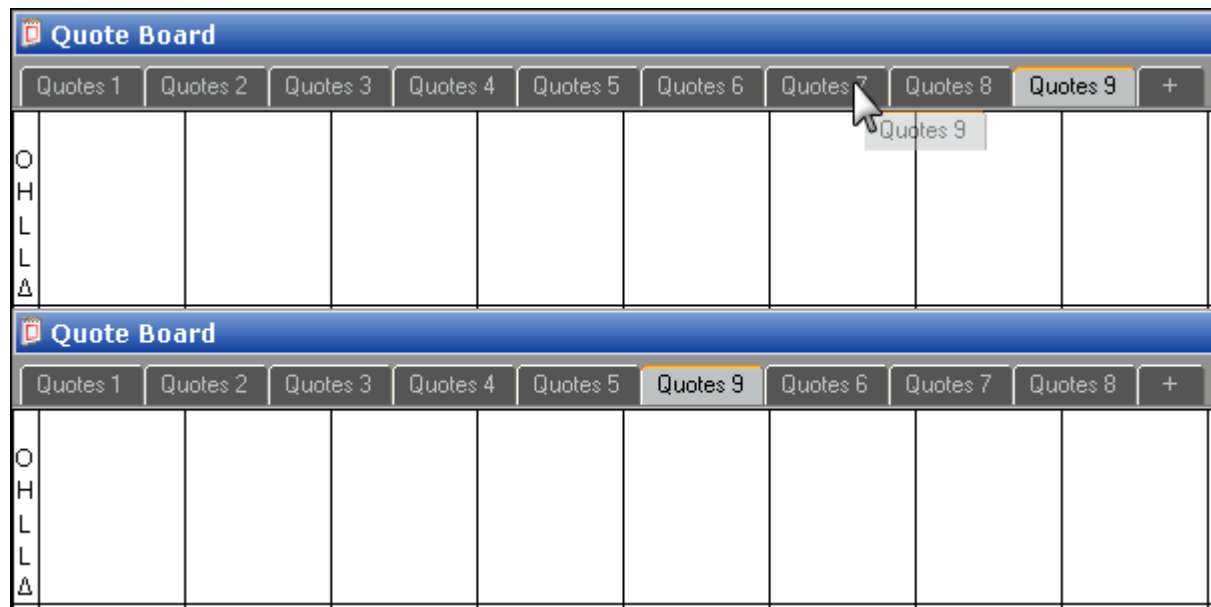 Quote Board
Quotes 1 Quotes 2 Quotes 3 Quotes 4 Quotes 5 Quotes 6 Quotes 7 Quotes 8 Quotes 9 +
Quotes 9
O
H
L
L
Δ
Quote Board
Quotes 1 Quotes 2 Quotes 3 Quotes 4 Quotes 5 Quotes 9 Quotes 6 Quotes 7 Quotes 8 +
O
H
L
L
Δ